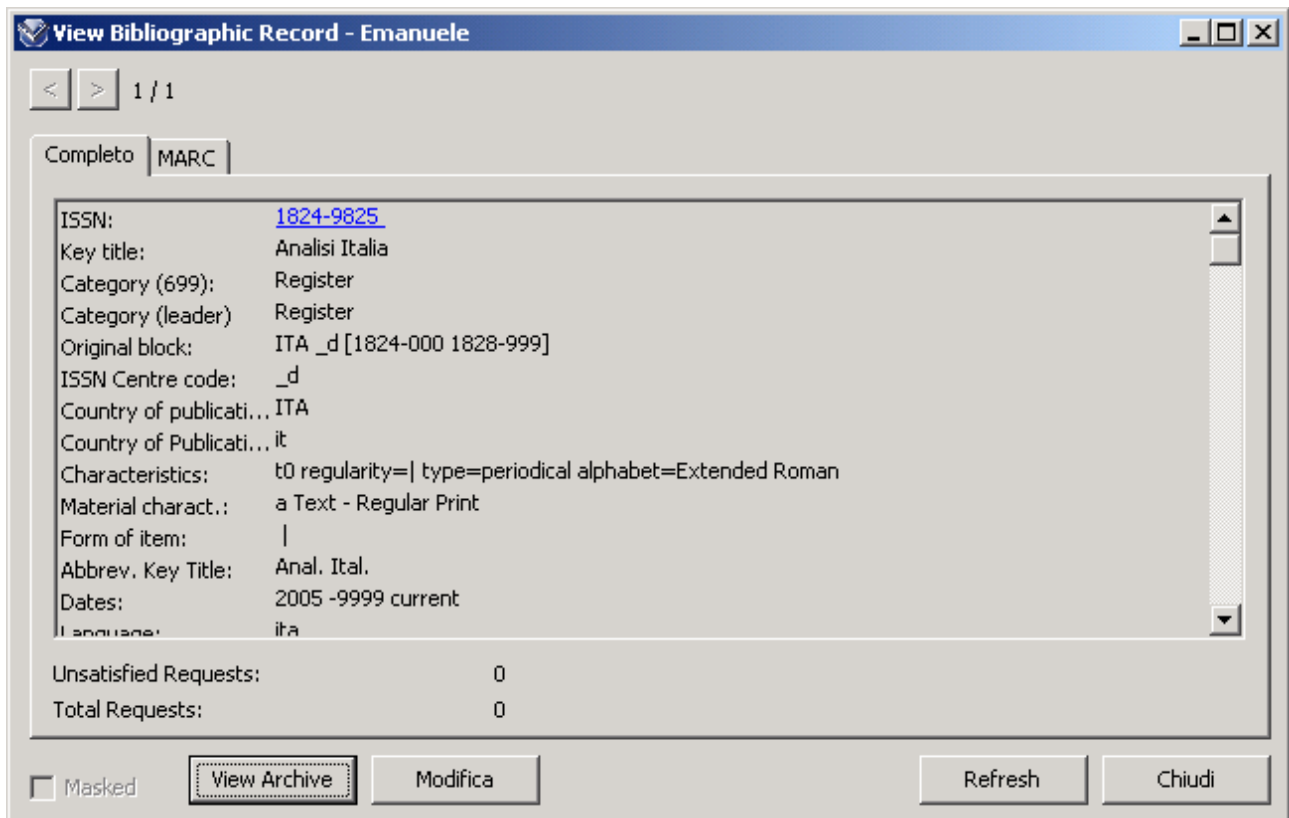 View Bibliographic Record - Emanuele
< > 1 / 1
Completo MARC
ISSN: 1824-9825
Key title: Analisi Italia
Category (699): Register
Category (leader) Register
Original block: ITA _d [1824-000 1828-999]
ISSN Centre code: _d
Country of publicati... ITA
Country of Publicati... it
Characteristics: t0 regularity=| type=periodical alphabet=Extended Roman
Material charact.: a Text - Regular Print
Form of item: |
Abbrev. Key Title: Anal. Ital.
Dates: 2005 -9999 current
Language: ita
Unsatisfied Requests: 0
Total Requests: 0
Masked View Archive Modifica Refresh Chiudi